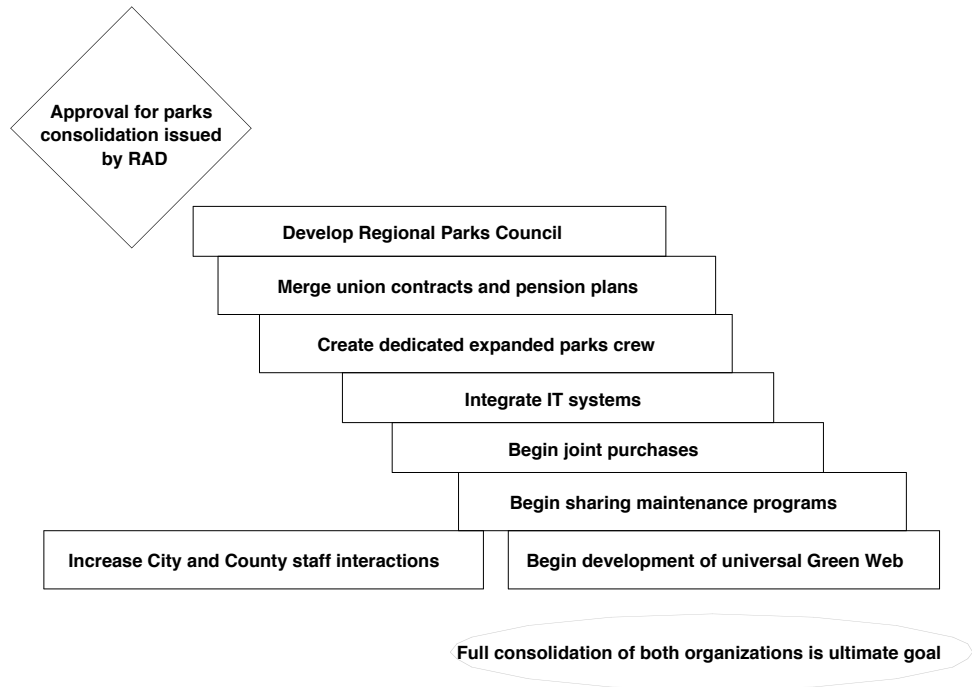 Approval for parks
consolidation issued
by RAD
Develop Regional Parks Council
Merge union contracts and pension plans
Create dedicated expanded parks crew
Integrate IT systems
Begin joint purchases
Begin sharing maintenance programs
Increase City and County staff interactions
Begin development of universal Green Web
Full consolidation of both organizations is ultimate goal